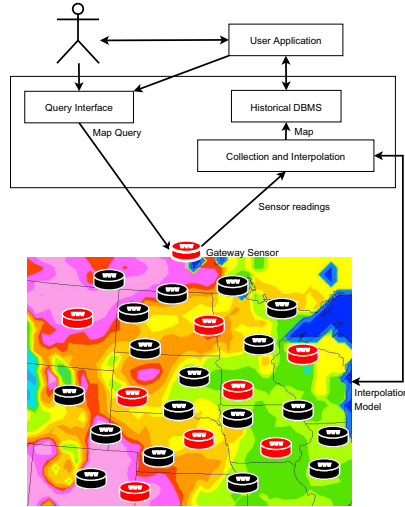 User Application
Query Interface
Historical DBMS
Map Query
Map
Collection and Interpolation
Sensor readings
Gateway Sensor
Interpolation
Model